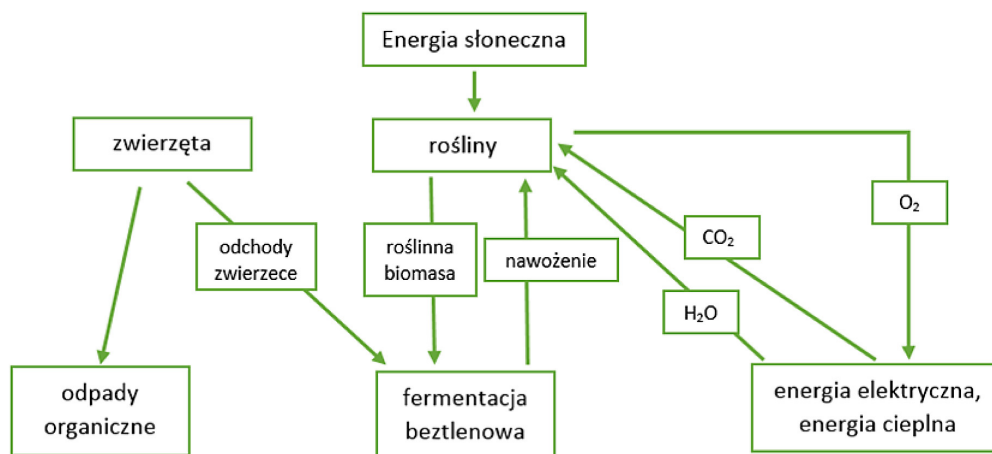 Energia słoneczna
zwierzęta
rośliny
O₂
odchody
zwierzece
roślinna
biomasa
nawożenie
CO₂
H₂O
odpady
organiczne
fermentacja
beztlenowa
energia elektryczna,
energia cieplna